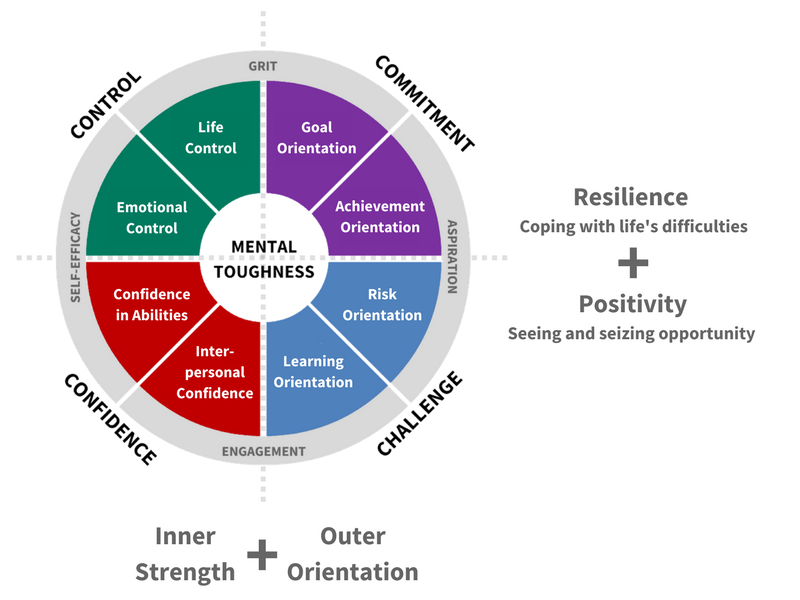 GRIT
CONTROL
COMMITMENT
Life
Control
Goal
Orientation
Emotional
Control
Achievement
Orientation
SELF-EFFICACY
MENTAL
TOUGHNESS
ASPIRATION
Confidence
in Abilities
Risk
Orientation
Inter-
personal
Confidence
Learning
Orientation
CONFIDENCE
CHALLENGE
ENGAGEMENT
Resilience
Coping with life's difficulties
+
Positivity
Seeing and seizing opportunity
Inner
Strength
+
Outer
Orientation